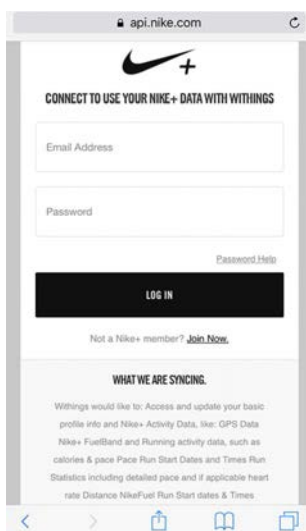 api.nike.com
+
CONNECT TO USE YOUR NIKE+ DATA WITH WITHINGS
Email Address
Password
Password Help
LOG IN
Not a Nike+ member? Join Now.
WHAT WE ARE SYNCING.
Withings would like to: Access and update your basic
profile info and Nike+ Activity Data, like: GPS Data
Nike+ FuelBand and Running activity data, such as
calories & pace Pace Run Start Dates and Times Run
Statistics including detailed pace and if applicable heart
rate Distance NikeFuel Run Start dates & Times